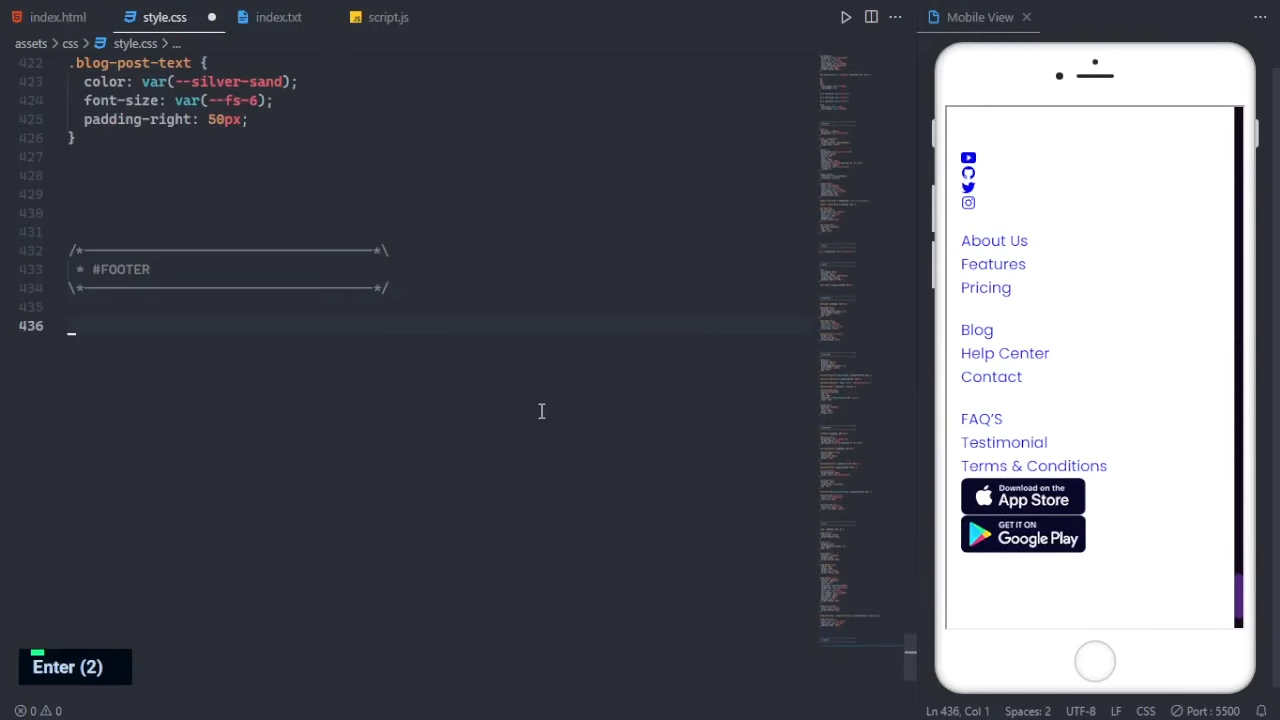 index.html
style.css
index.txt
script.js
Mobile View
assets > css > style.css > ...
422 .blog-post-text {
423 color: var(--silver-sand);
424 font-size: var(--fs-6);
425 padding-right: 50px;
426 }
427
428
429
430
431
432 /*————————————————————————————————*\
433 * #FOOTER
434 \*————————————————————————————————*/
435
436
About Us
Features
Pricing
Blog
Help Center
Contact
FAQ'S
Testimonial
Terms & Conditions
Download on the
App Store
GET IT ON
Google Play
Enter (2)
0 0
Ln 436, Col 1 Spaces: 2 UTF-8 LF CSS Port : 5500